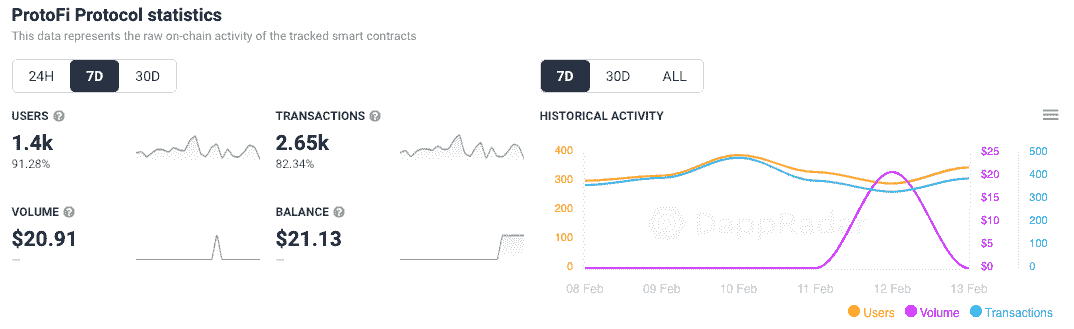 ProtoFi Protocol statistics
This data represents the raw on-chain activity of the tracked smart contracts
24H 7D 30D
7D 30D ALL
USERS ?
1.4k
91.28%
TRANSACTIONS ?
2.65k
82.34%
HISTORICAL ACTIVITY
VOLUME ?
$20.91
—
BALANCE ?
$21.13
—
400
300
200
100
0
$25
$20
$15
$10
$5
$0
500
400
300
200
100
0
DappRadar
08 Feb 09 Feb 10 Feb 11 Feb 12 Feb 13 Feb
Users Volume Transactions